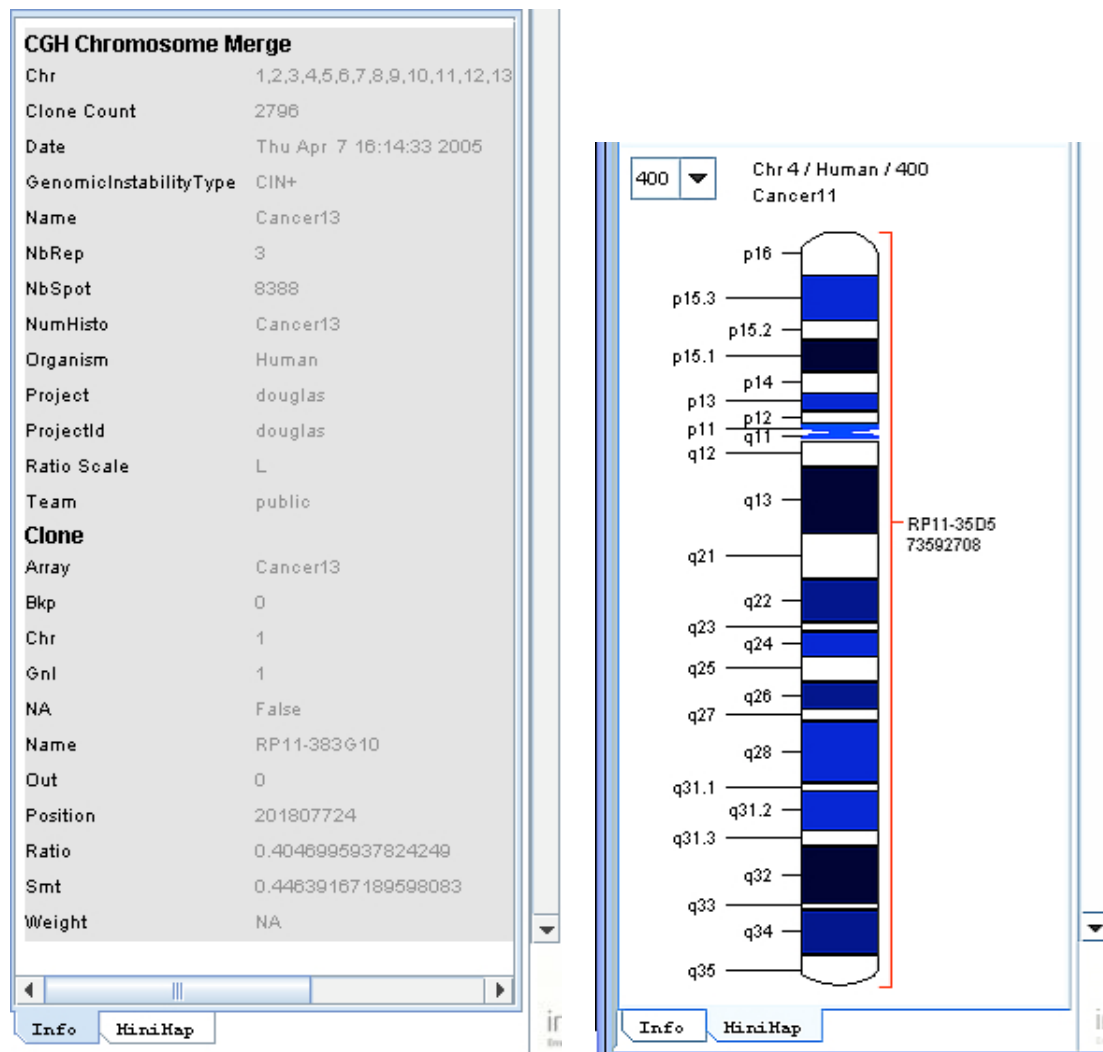 CGH Chromosome Merge
Chr 1,2,3,4,5,6,7,8,9,10,11,12,13
Clone Count 2796
Date Thu Apr 7 16:14:33 2005
GenomicInstabilityType CIN+
Name Cancer13
NbRep 3
NbSpot 8388
NumHisto Cancer13
Organism Human
Project douglas
ProjectId douglas
Ratio Scale L
Team public
Clone
Array Cancer13
Bkp 0
Chr 1
Gnl 1
NA False
Name RP11-383G10
Out 0
Position 201807724
Ratio 0.4046995937824249
Smt 0.44639167189598083
Weight NA
Info MiniMap
400
Chr 4 / Human / 400
Cancer11
p16
p15.3
p15.2
p15.1
p14
p13
p12
p11
q11
q12
q13
RP11-35D5
73592708
q21
q22
q23
q24
q25
q26
q27
q28
q31.1
q31.2
q31.3
q32
q33
q34
q35
Info MiniMap